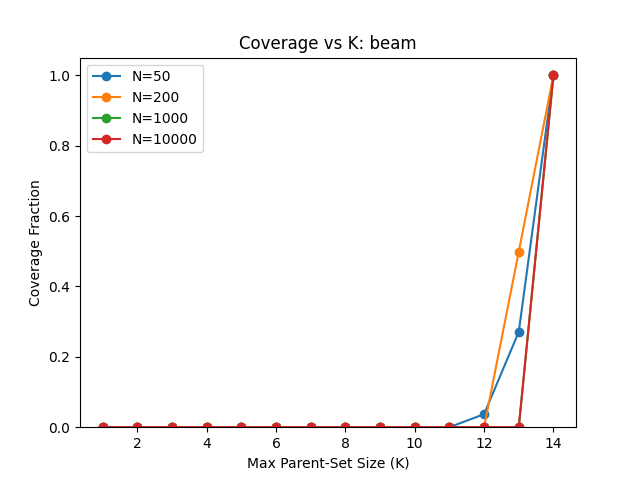 Coverage vs K: beam
N=50
N=200
N=1000
N=10000
1.0
0.8
0.6
0.4
0.2
0.0
Coverage Fraction
2 4 6 8 10 12 14
Max Parent-Set Size (K)